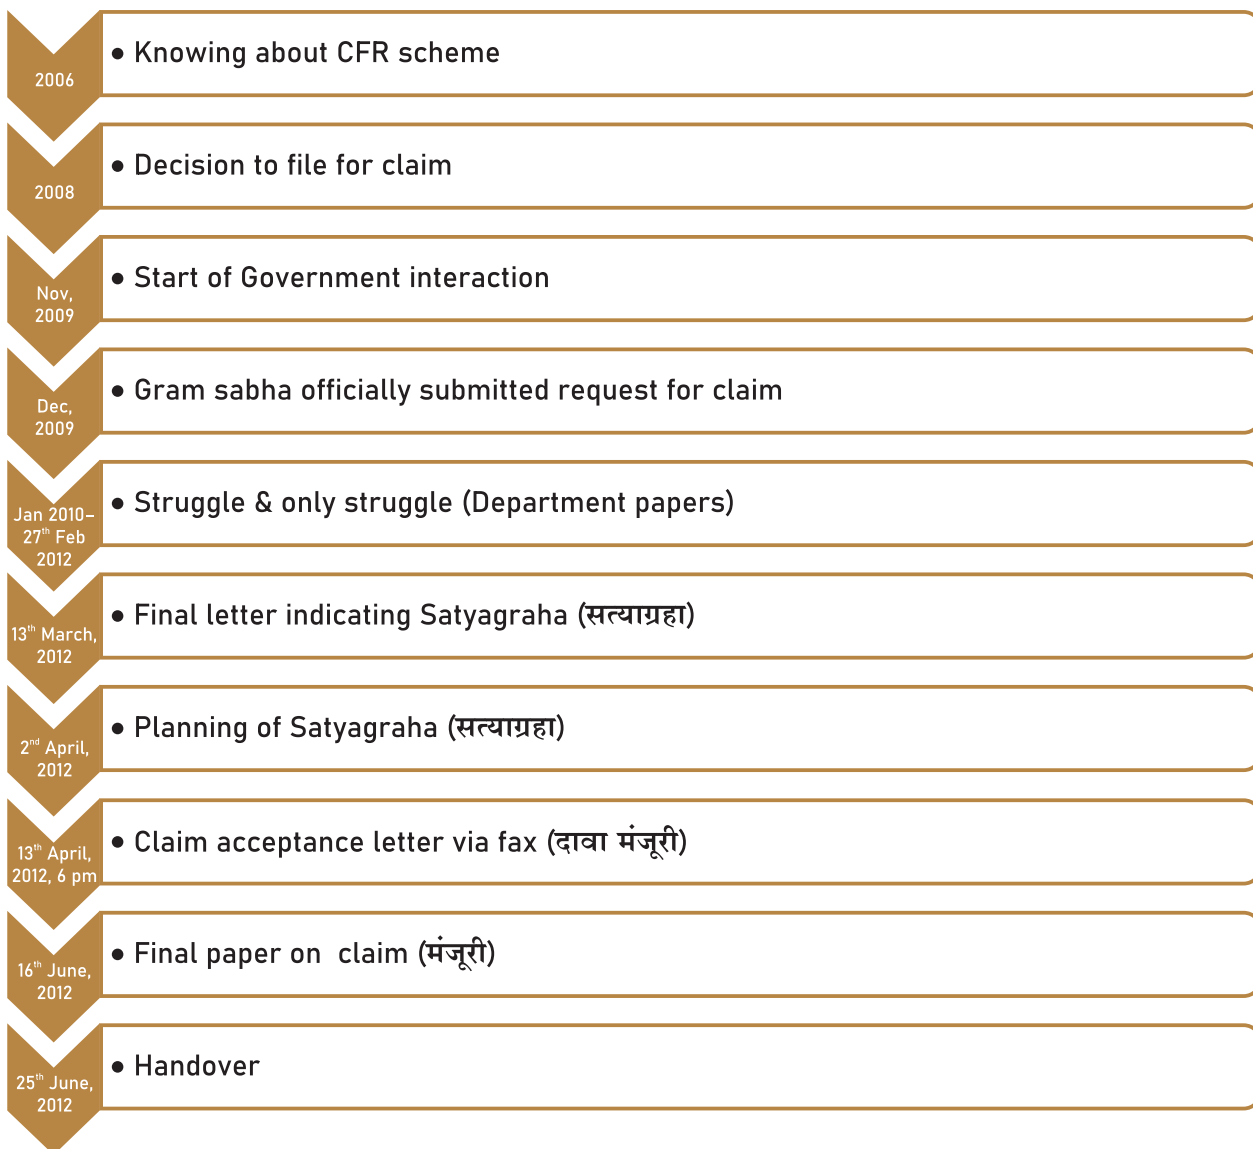 2006
• Knowing about CFR scheme
2008
• Decision to file for claim
Nov,
2009
• Start of Government interaction
Dec,
2009
• Gram sabha officially submitted request for claim
Jan 2010–
27th Feb
2012
• Struggle & only struggle (Department papers)
13th March,
2012
• Final letter indicating Satyagraha (सत्याग्रहा)
2nd April,
2012
• Planning of Satyagraha (सत्याग्रहा)
13th April,
2012, 6 pm
• Claim acceptance letter via fax (दावा मंजूरी)
16th June,
2012
• Final paper on  claim (मंजूरी)
25th June,
2012
• Handover